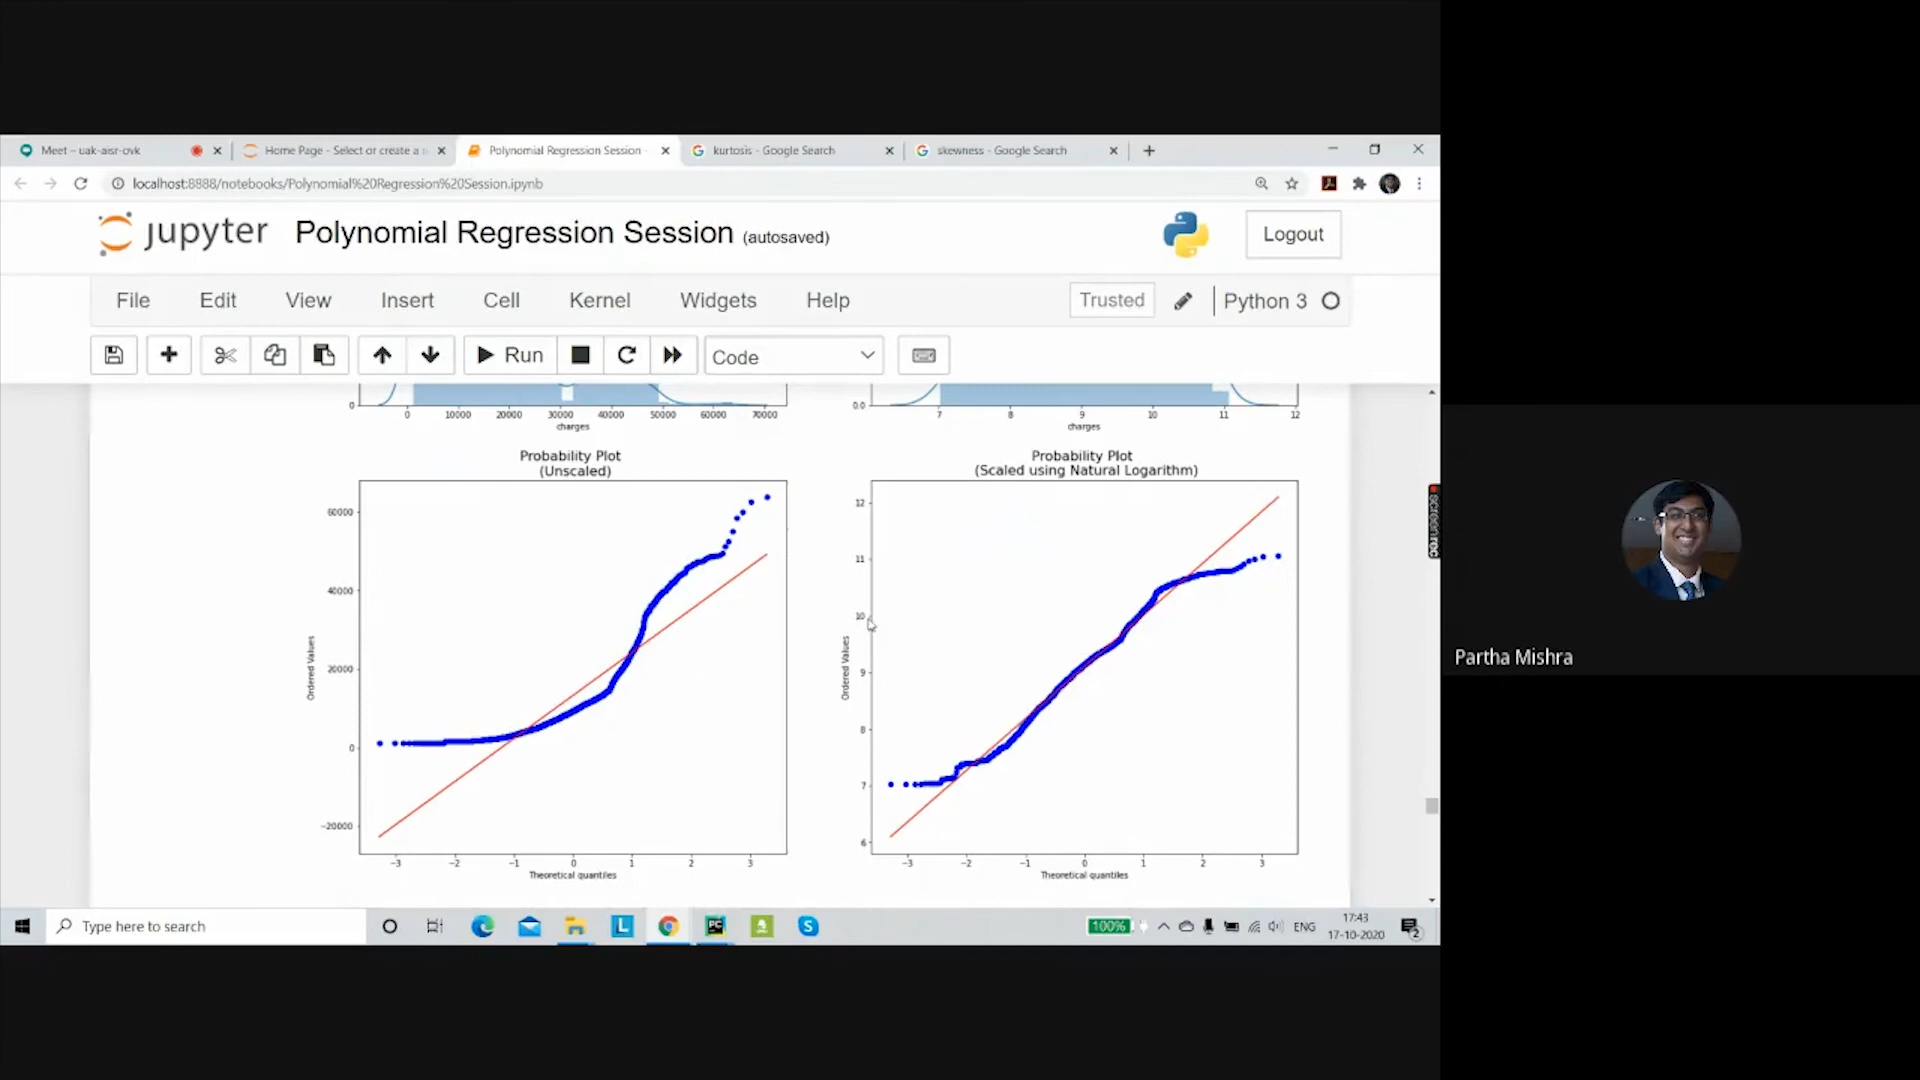 Meet – uak-aisr-ovk
Home Page - Select or create a
Polynomial Regression Session -
kurtosis - Google Search
skewness - Google Search
localhost:8888/notebooks/Polynomial%20Regression%20Session.ipynb
jupyter
Polynomial Regression Session (autosaved)
Logout
File Edit View Insert Cell Kernel Widgets Help
Trusted
Python 3
Run
Code
0
0 10000 20000 30000 40000 50000 60000 70000
charges
0.0
7 8 9 10 11 12
charges
Probability Plot
(Unscaled)
60000
40000
20000
0
−20000
Ordered Values
−3 −2 −1 0 1 2 3
Theoretical quantiles
Probability Plot
(Scaled using Natural Logarithm)
12
11
10
9
8
7
6
Ordered Values
−3 −2 −1 0 1 2 3
Theoretical quantiles
screenrec
Partha Mishra
Type here to search
L
PC
S
100%
ENG
17:43
17-10-2020
2